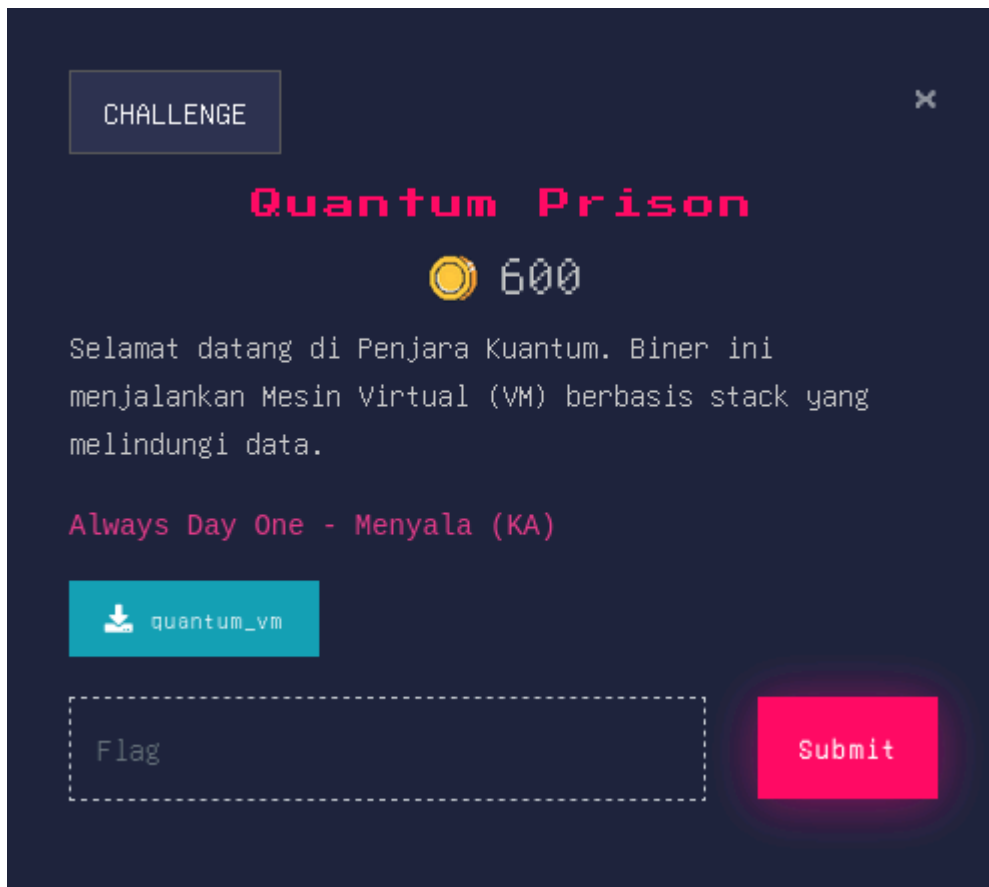 CHALLENGE
×
Quantum Prison
600
Selamat datang di Penjara Kuantum. Biner ini
menjalankan Mesin Virtual (VM) berbasis stack yang
melindungi data.
Always Day One - Menyala (KA)
quantum_vm
Flag
Submit